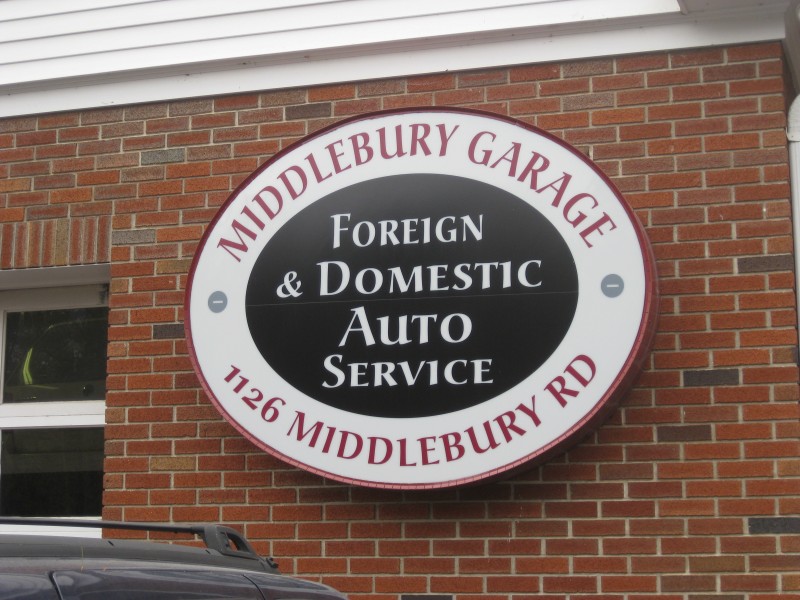 MIDDLEBURY GARAGE
FOREIGN
& DOMESTIC
AUTO
SERVICE
1126 MIDDLEBURY RD